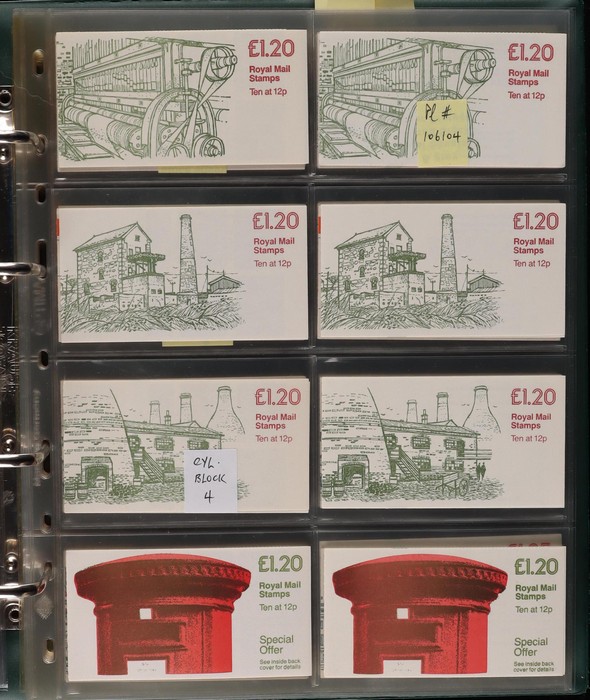 £1.20
Royal Mail
Stamps
Ten at 12p
£1.20
Royal Mail
Stamps
Ten at 12p
Pl #
106104
£1.20
Royal Mail
Stamps
Ten at 12p
£1.20
Royal Mail
Stamps
Ten at 12p
£1.20
Royal Mail
Stamps
Ten at 12p
CYL.
BLOCK
4
£1.20
Royal Mail
Stamps
Ten at 12p
£1.20
Royal Mail
Stamps
Ten at 12p
Special
Offer
See inside back
cover for details
£1.20
Royal Mail
Stamps
Ten at 12p
Special
Offer
See inside back
cover for details